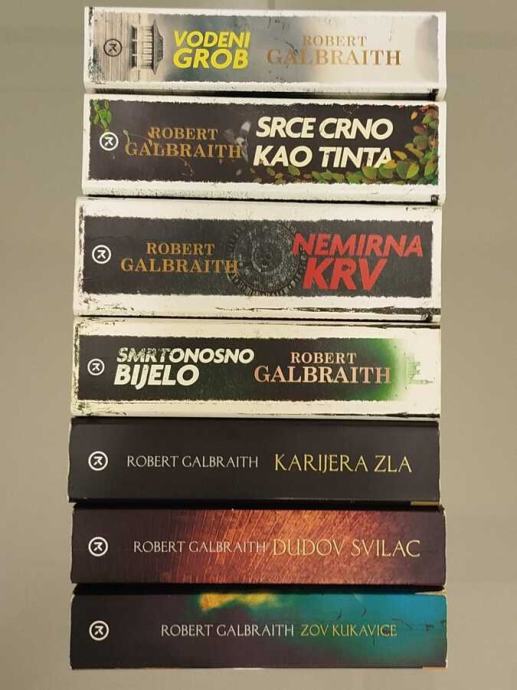 VODENI
GROB
ROBERT
GALBRAITH
ROBERT
GALBRAITH
SRCE CRNO
KAO TINTA
ROBERT
GALBRAITH
NEMIRNA
KRV
SMRTONOSNO
BIJELO
ROBERT
GALBRAITH
ROBERT GALBRAITH KARIJERA ZLA
ROBERT GALBRAITH DUDOV SVILAC
ROBERT GALBRAITH ZOV KUKAVICE